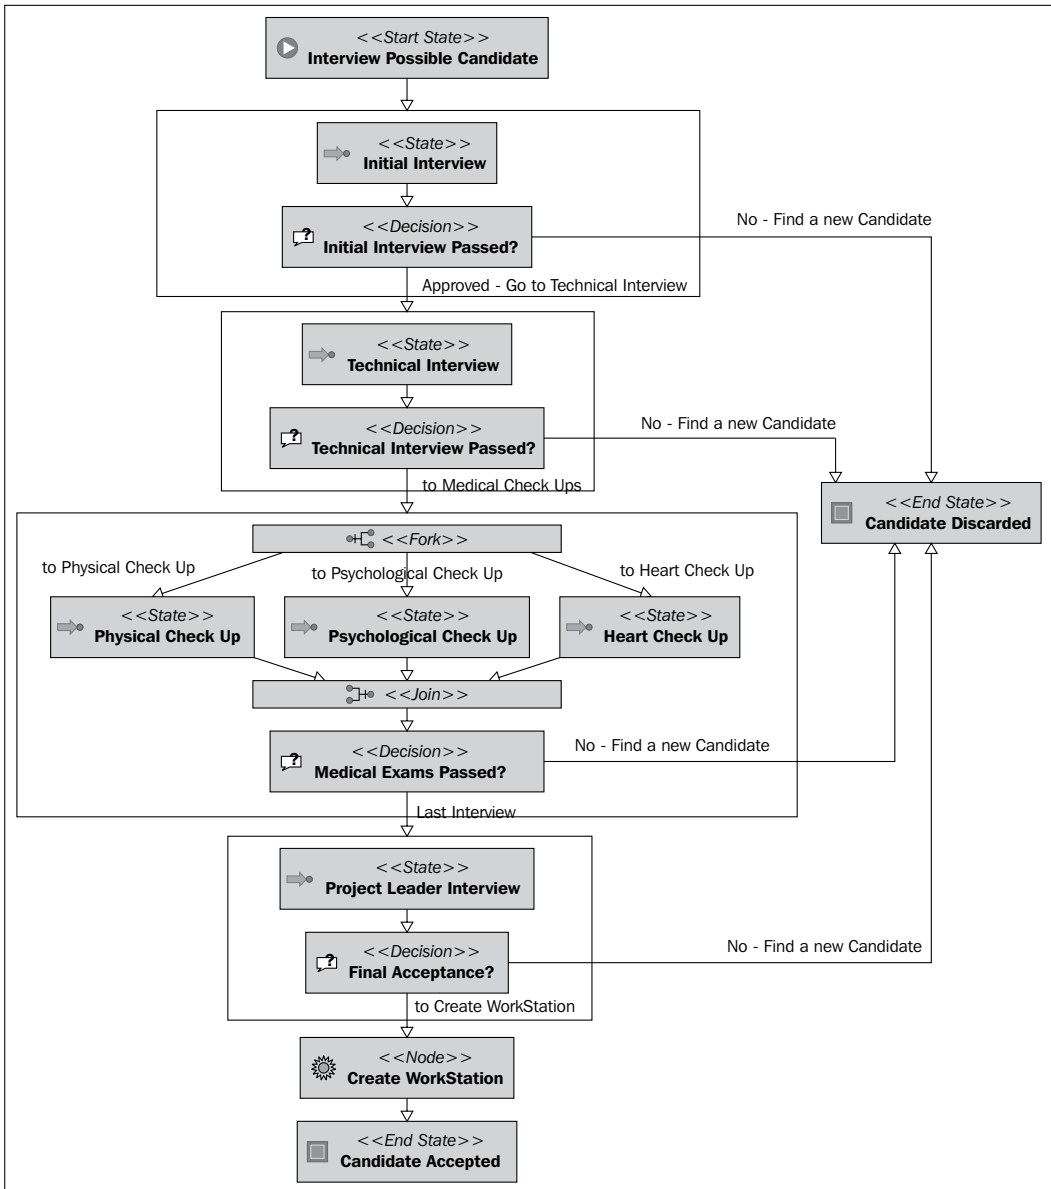 <<Start State>>
Interview Possible Candidate
<<State>>
Initial Interview
<<Decision>>
Initial Interview Passed?
No - Find a new Candidate
Approved - Go to Technical Interview
<<State>>
Technical Interview
<<Decision>>
Technical Interview Passed?
No - Find a new Candidate
to Medical Check Ups
<<End State>>
Candidate Discarded
<<Fork>>
to Physical Check Up
to Psychological Check Up
to Heart Check Up
<<State>>
Physical Check Up
<<State>>
Psychological Check Up
<<State>>
Heart Check Up
<<Join>>
<<Decision>>
Medical Exams Passed?
No - Find a new Candidate
Last Interview
<<State>>
Project Leader Interview
<<Decision>>
Final Acceptance?
No - Find a new Candidate
to Create WorkStation
<<Node>>
Create WorkStation
<<End State>>
Candidate Accepted